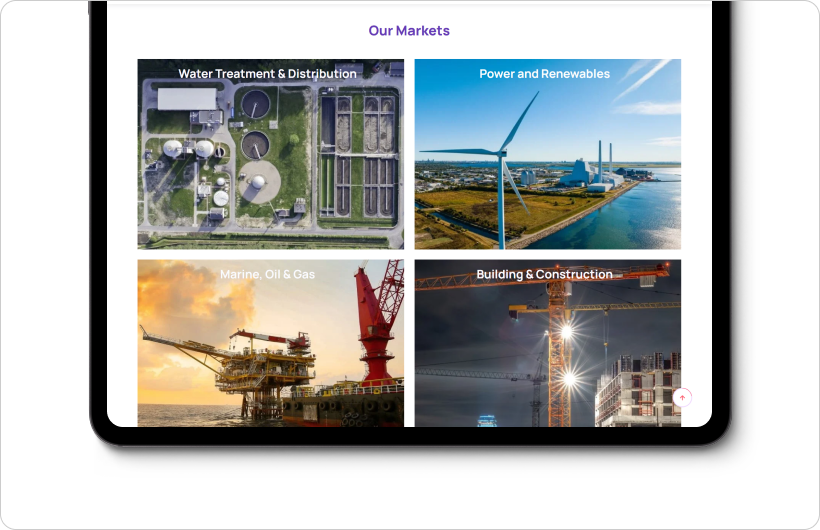 Our Markets
Water Treatment & Distribution
Power and Renewables
Marine, Oil & Gas
Building & Construction